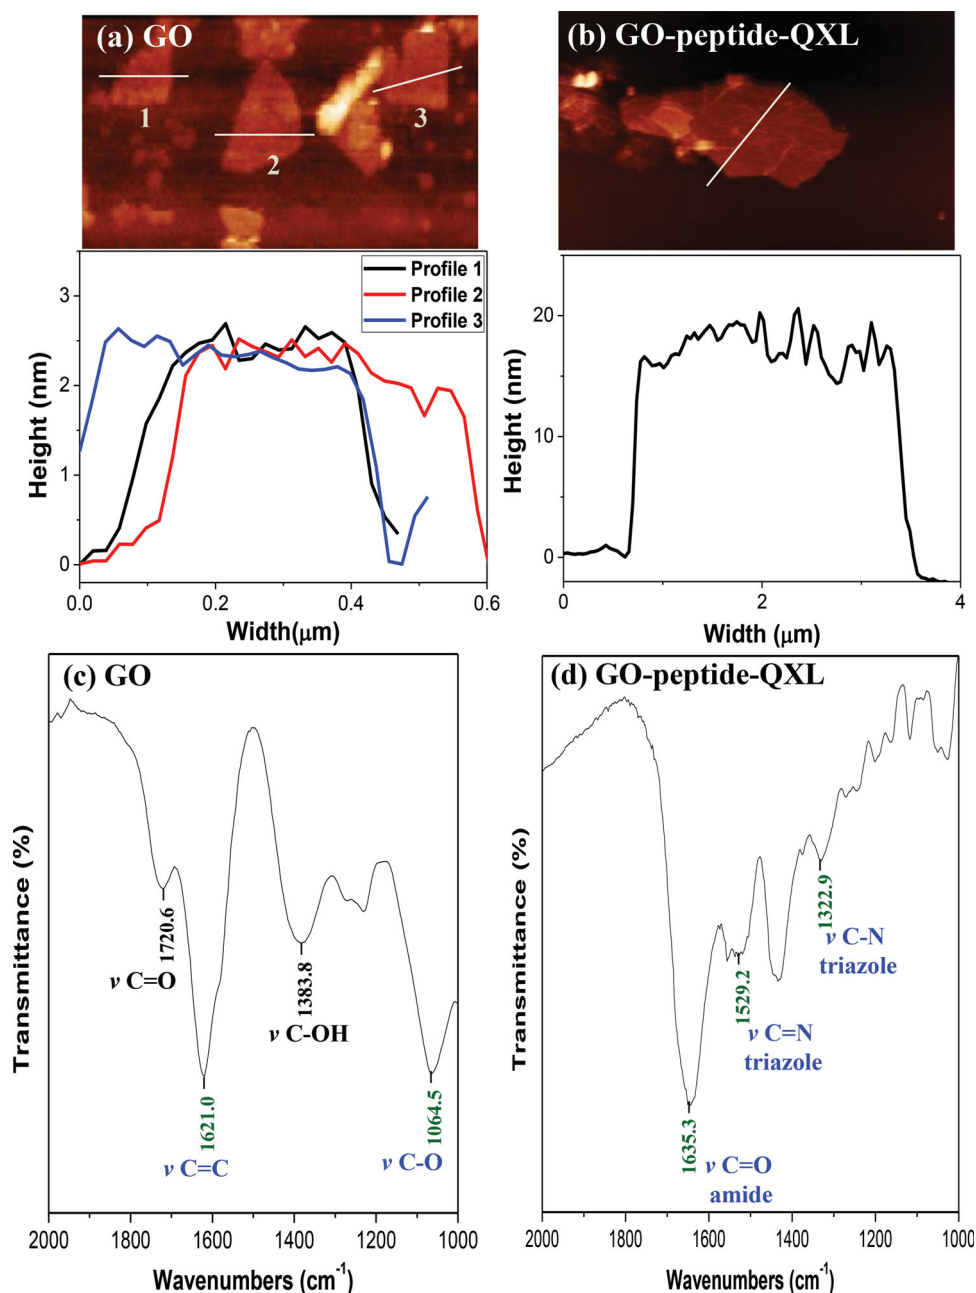 (a) GO
1
2
3
Profile 1
Profile 2
Profile 3
3
2
1
0
Height (nm)
0.0
0.2
0.4
0.6
Width(μm)
(b) GO-peptide-QXL
20
10
0
Height (nm)
0
2
4
Width (μm)
(c) GO
Transmittance (%)
1720.6
ν C=O
1621.0
ν C=C
1383.8
ν C-OH
1064.5
ν C-O
2000
1800
1600
1400
1200
1000
Wavenumbers (cm⁻¹)
(d) GO-peptide-QXL
Transmittance (%)
1635.3
ν C=O
amide
1529.2
ν C=N
triazole
1322.9
ν C-N
triazole
2000
1800
1600
1400
1200
1000
Wavenumbers (cm⁻¹)